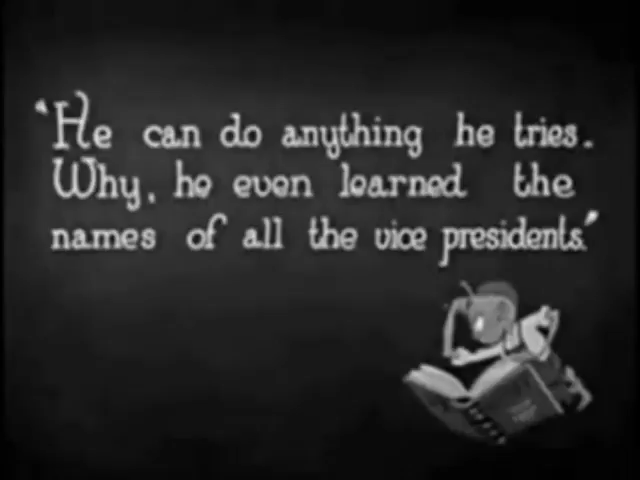 "He can do anything he tries.
Why, he even learned the
names of all the vice presidents."